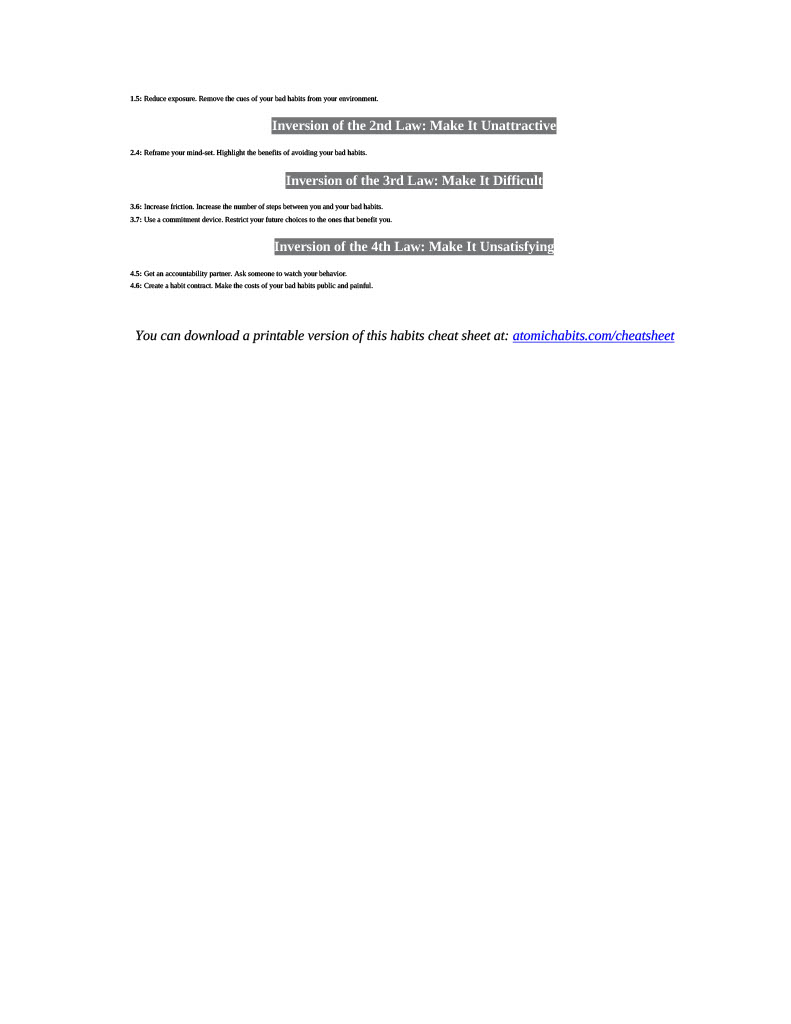 1.5: Reduce exposure. Remove the cues of your bad habits from your environment.
Inversion of the 2nd Law: Make It Unattractive
2.4: Reframe your mind-set. Highlight the benefits of avoiding your bad habits.
Inversion of the 3rd Law: Make It Difficult
3.6: Increase friction. Increase the number of steps between you and your bad habits.
3.7: Use a commitment device. Restrict your future choices to the ones that benefit you.
Inversion of the 4th Law: Make It Unsatisfying
4.5: Get an accountability partner. Ask someone to watch your behavior.
4.6: Create a habit contract. Make the costs of your bad habits public and painful.
You can download a printable version of this habits cheat sheet at: atomichabits.com/cheatsheet